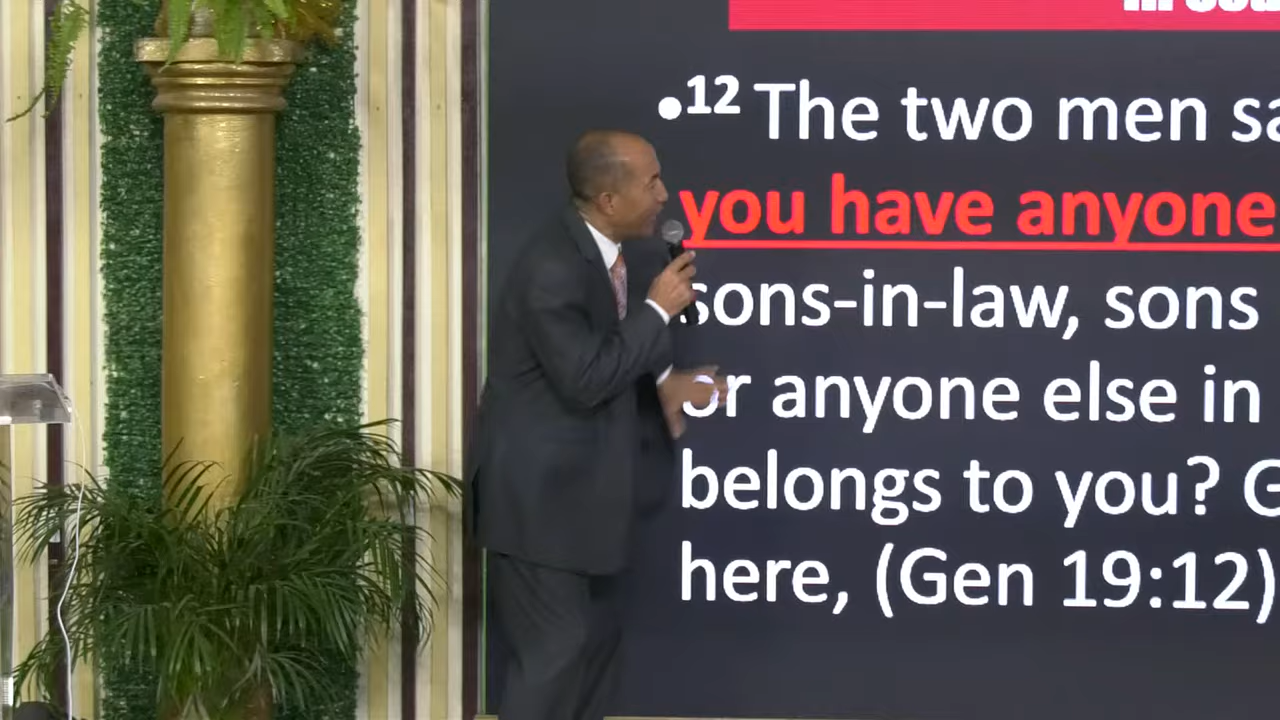 •12 The two men
you have anyone
sons-in-law, sons
or anyone else in
belongs to you?
here, (Gen 19:12)